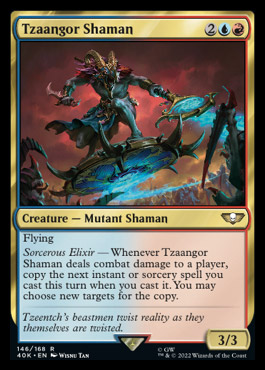 Tzaangor Shaman 2
Creature — Mutant Shaman
Flying
Sorcerous Elixir — Whenever Tzaangor
Shaman deals combat damage to a player,
copy the next instant or sorcery spell you
cast this turn when you cast it. You may
choose new targets for the copy.
Tzeentch's beastmen twist reality as they
themselves are twisted.
3/3
146/168 R
40K • EN WISNU TAN
© GW
™ & © 2022 Wizards of the Coast